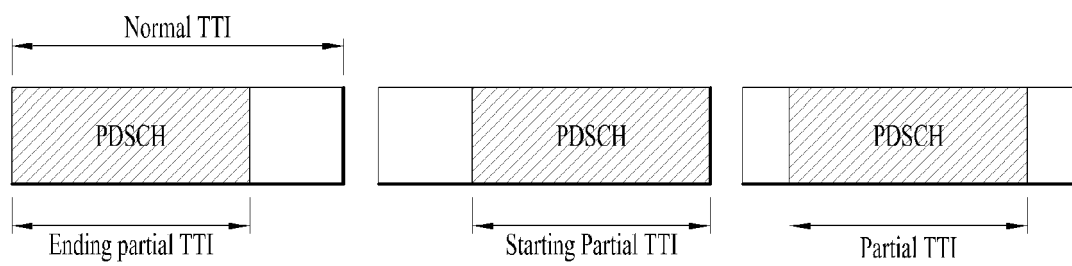 Normal TTI
PDSCH
PDSCH
PDSCH
Ending partial TTI
Starting Partial TTI
Partial TTI